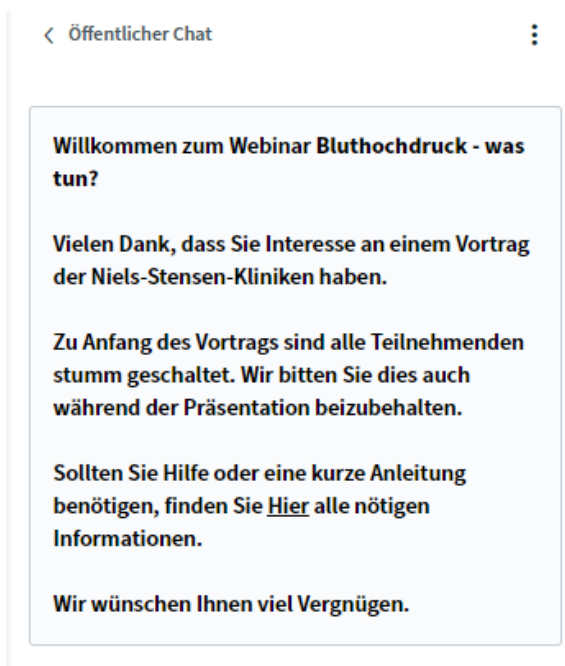 Öffentlicher Chat
Willkommen zum Webinar Bluthochdruck - was
tun?
Vielen Dank, dass Sie Interesse an einem Vortrag
der Niels-Stensen-Kliniken haben.
Zu Anfang des Vortrags sind alle Teilnehmenden
stumm geschaltet. Wir bitten Sie dies auch
während der Präsentation beizubehalten.
Sollten Sie Hilfe oder eine kurze Anleitung
benötigen, finden Sie Hier alle nötigen
Informationen.
Wir wünschen Ihnen viel Vergnügen.